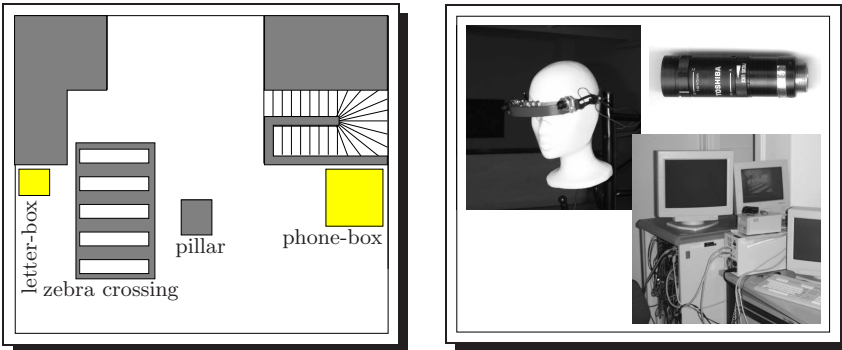 letter-box
zebra crossing
pillar
phone-box
TOSHIBA